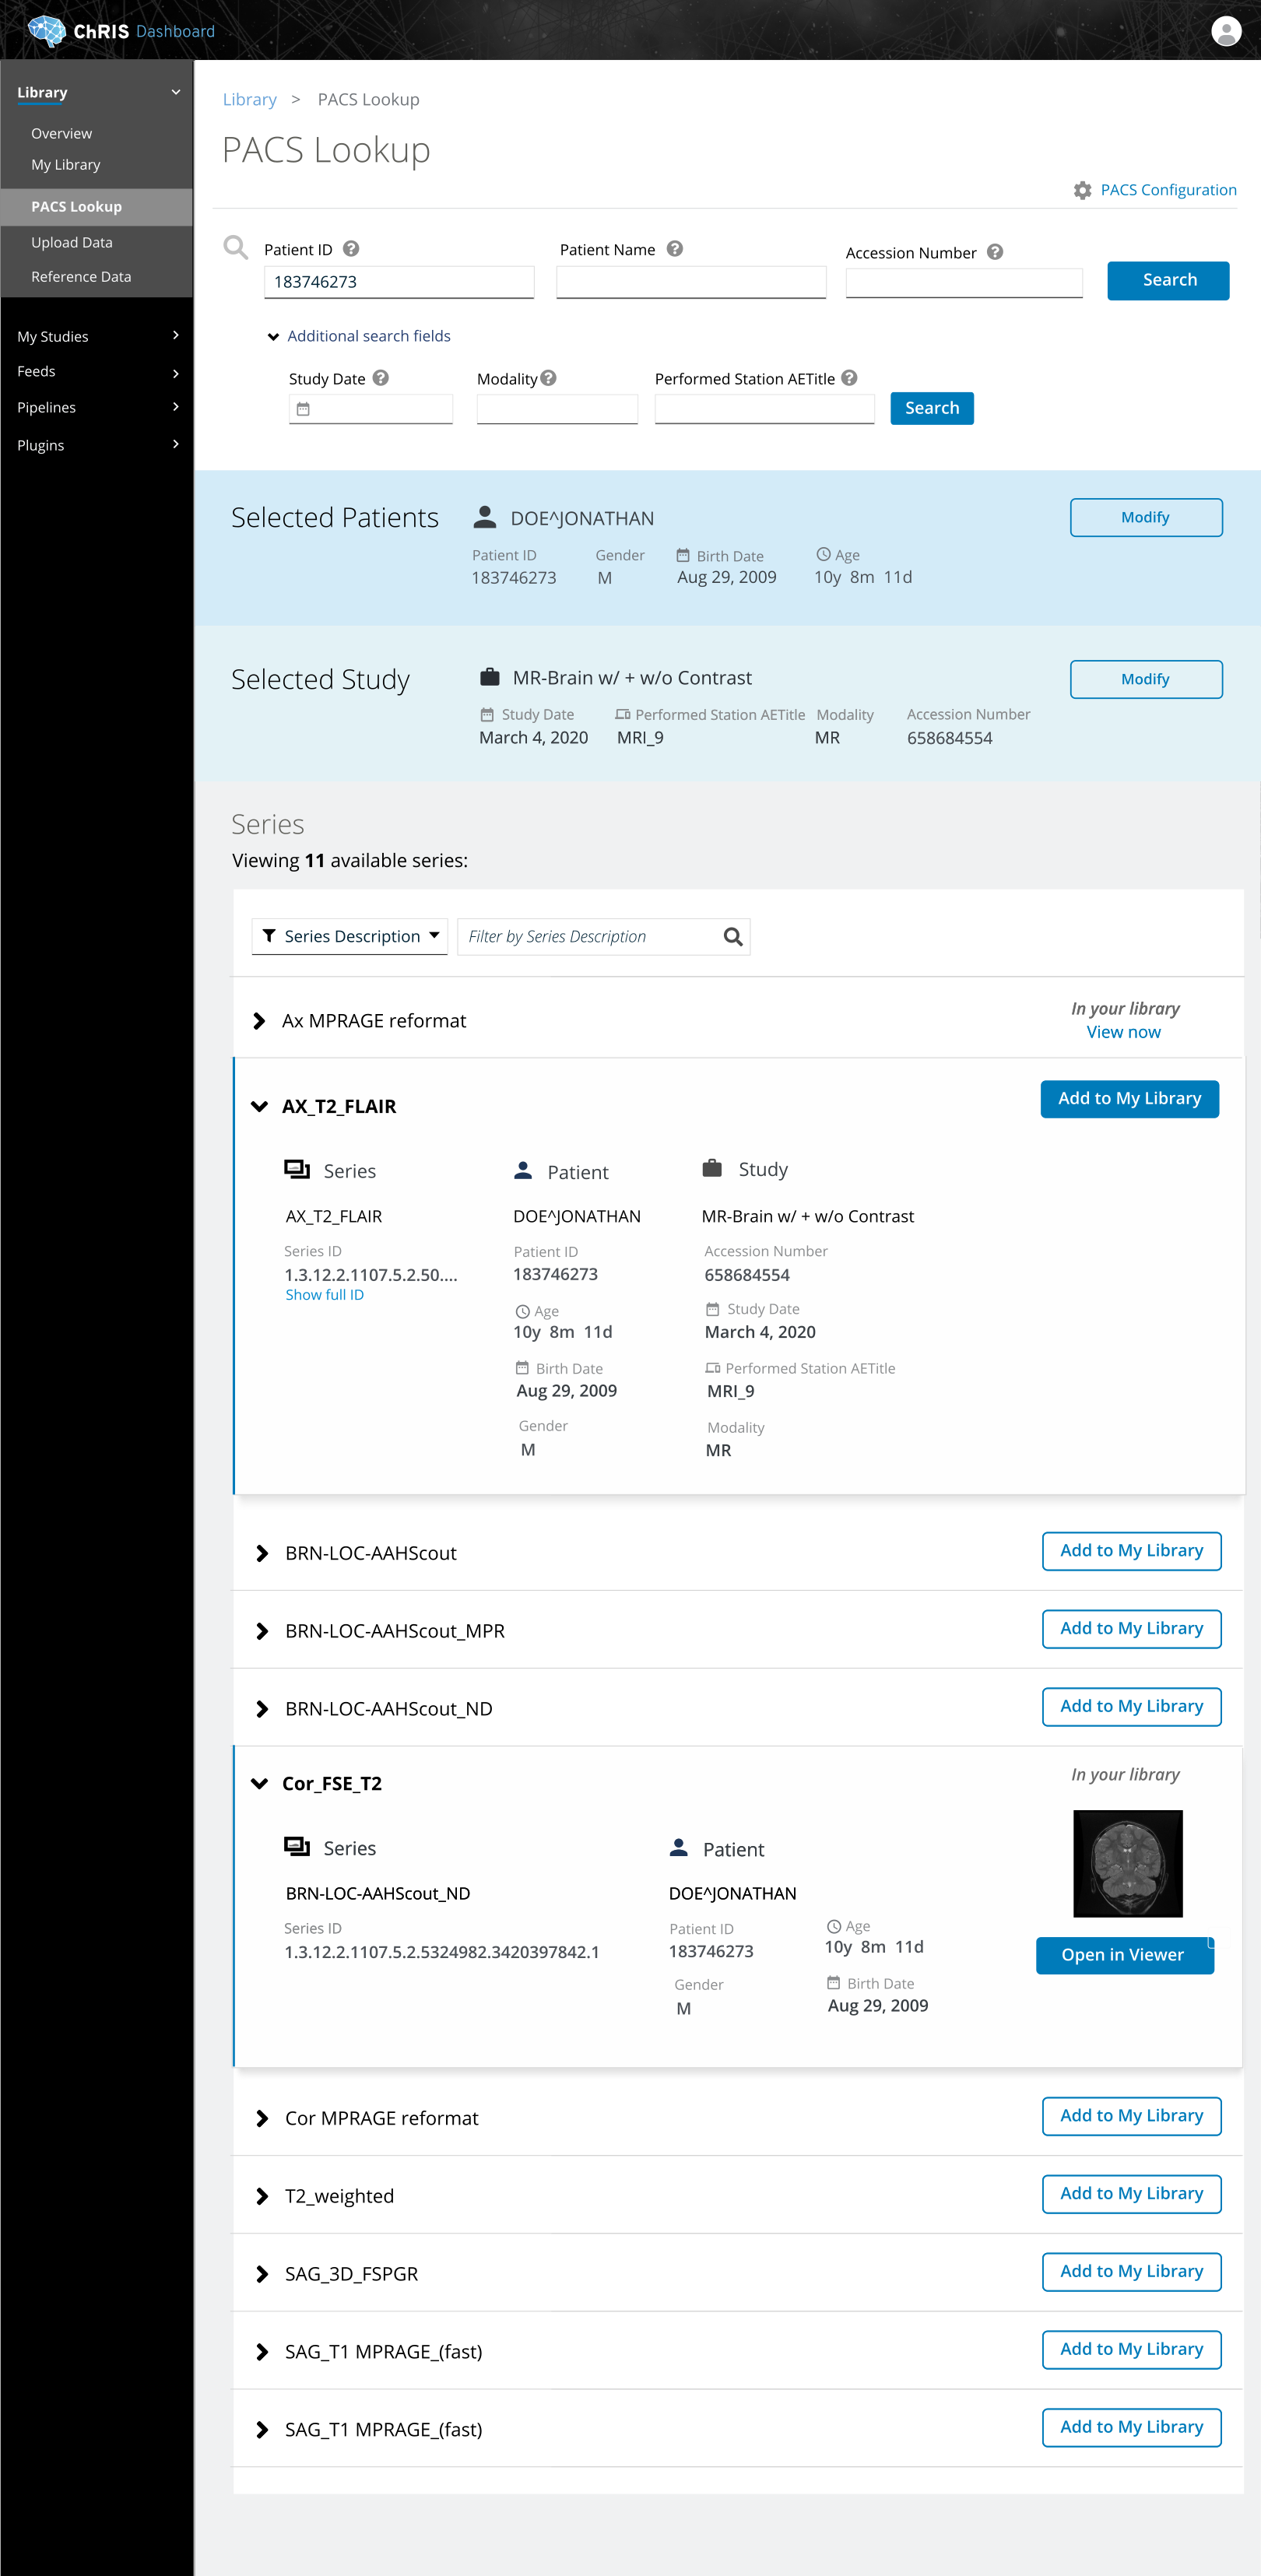 ChRIS Dashboard
Library
Overview
My Library
PACS Lookup
Upload Data
Reference Data
My Studies
Feeds
Pipelines
Plugins
Library > PACS Lookup
PACS Lookup
PACS Configuration
Patient ID ? Patient Name ? Accession Number ?
183746273 Search
Additional search fields
Study Date ? Modality ? Performed Station AETitle ?
Search
Selected Patients DOE^JONATHAN Modify
Patient ID Gender Birth Date Age
183746273 M Aug 29, 2009 10y 8m 11d
Selected Study MR-Brain w/ + w/o Contrast Modify
Study Date Performed Station AETitle Modality Accession Number
March 4, 2020 MRI_9 MR 658684554
Series
Viewing 11 available series:
Series Description Filter by Series Description
Ax MPRAGE reformat In your library
View now
AX_T2_FLAIR Add to My Library
Series Patient Study
AX_T2_FLAIR DOE^JONATHAN MR-Brain w/ + w/o Contrast
Series ID Patient ID Accession Number
1.3.12.2.1107.5.2.50.... 183746273 658684554
Show full ID
Age Study Date
10y 8m 11d March 4, 2020
Birth Date Performed Station AETitle
Aug 29, 2009 MRI_9
Gender Modality
M MR
BRN-LOC-AAHScout Add to My Library
BRN-LOC-AAHScout_MPR Add to My Library
BRN-LOC-AAHScout_ND Add to My Library
Cor_FSE_T2 In your library
Series Patient
BRN-LOC-AAHScout_ND DOE^JONATHAN
Series ID Patient ID Age
1.3.12.2.1107.5.2.5324982.3420397842.1 183746273 10y 8m 11d
Open in Viewer
Gender Birth Date
M Aug 29, 2009
Cor MPRAGE reformat Add to My Library
T2_weighted Add to My Library
SAG_3D_FSPGR Add to My Library
SAG_T1 MPRAGE_(fast) Add to My Library
SAG_T1 MPRAGE_(fast) Add to My Library